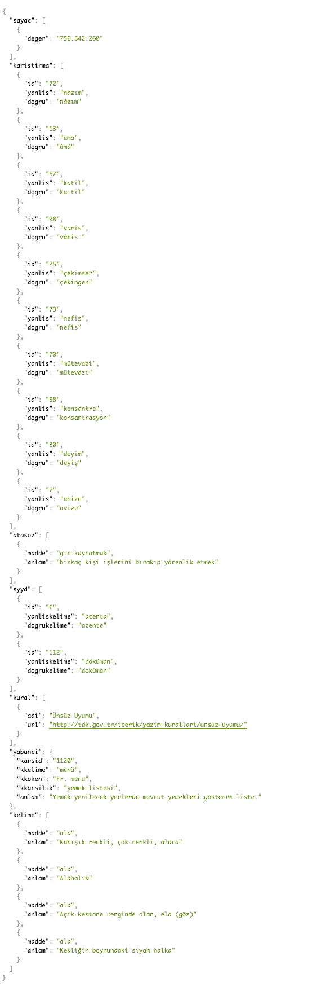 {
"sayac": [
{
"deger": "756.542.260"
}
],
"karistirma": [
{
"id": "72",
"yanlis": "nazım",
"dogru": "nâzım"
},
{
"id": "13",
"yanlis": "ama",
"dogru": "âmâ"
},
{
"id": "57",
"yanlis": "katil",
"dogru": "ka:til"
},
{
"id": "98",
"yanlis": "varis",
"dogru": "vâris "
},
{
"id": "25",
"yanlis": "çekimser",
"dogru": "çekingen"
},
{
"id": "73",
"yanlis": "nefis",
"dogru": "nefîs"
},
{
"id": "70",
"yanlis": "mütevazi",
"dogru": "mütevazı"
},
{
"id": "58",
"yanlis": "konsantre",
"dogru": "konsantrasyon"
},
{
"id": "30",
"yanlis": "deyim",
"dogru": "deyiş"
},
{
"id": "7",
"yanlis": "ahize",
"dogru": "avize"
}
],
"atasoz": [
{
"madde": "gır kaynatmak",
"anlam": "birkaç kişi işlerini bırakıp yârenlik etmek"
}
],
"syyd": [
{
"id": "6",
"yanliskelime": "acenta",
"dogrukelime": "acente"
},
{
"id": "112",
"yanliskelime": "döküman",
"dogrukelime": "doküman"
}
],
"kural": [
{
"adi": "Ünsüz Uyumu",
"url": "http://tdk.gov.tr/icerik/yazim-kurallari/unsuz-uyumu/"
}
],
"yabanci": {
"karsid": "1120",
"kkelime": "menü",
"kkoken": "Fr. menu",
"kkarsilik": "yemek listesi",
"anlam": "Yemek yenilecek yerlerde mevcut yemekleri gösteren liste."
},
"kelime": [
{
"madde": "ala",
"anlam": "Karışık renkli, çok renkli, alaca"
},
{
"madde": "ala",
"anlam": "Alabalık"
},
{
"madde": "ala",
"anlam": "Açık kestane renginde olan, ela (göz)"
},
{
"madde": "ala",
"anlam": "Kekliğin boynundaki siyah halka"
}
]
}